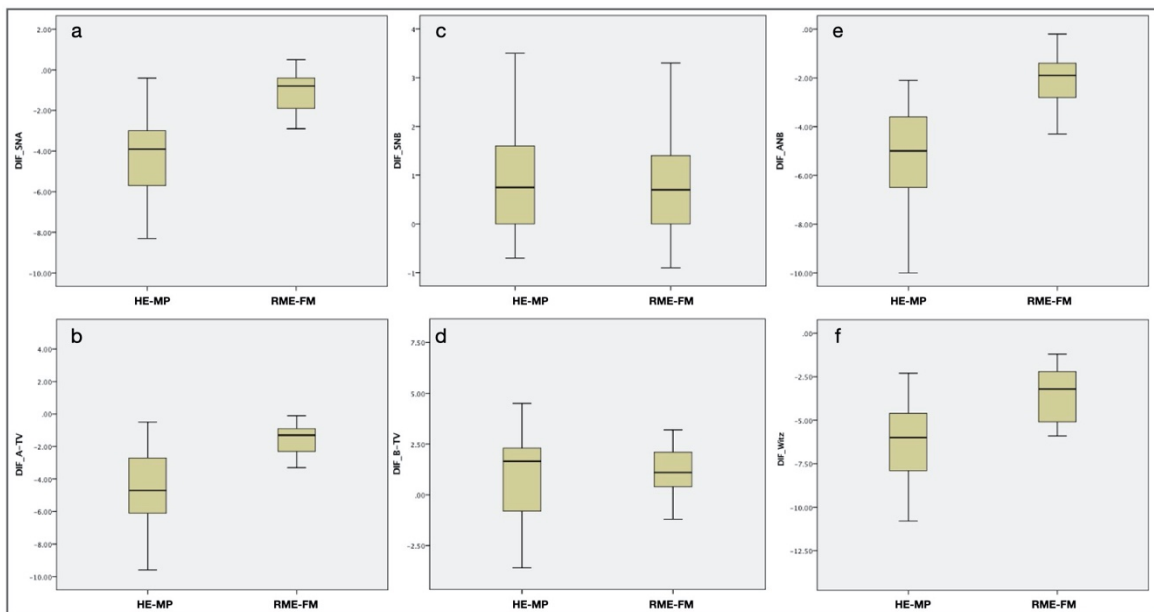 a
2.00
.00
-2.00
-4.00
-6.00
-8.00
-10.00
DIF_SNA
HE-MP RME-FM
c
4
3
2
1
0
-1
DIF_SNB
HE-MP RME-FM
e
.00
-2.00
-4.00
-6.00
-8.00
-10.00
DIF_ANB
HE-MP RME-FM
b
4.00
2.00
.00
-2.00
-4.00
-6.00
-8.00
-10.00
DIF_A-TV
HE-MP RME-FM
d
7.50
5.00
2.50
.00
-2.50
DIF_B-TV
HE-MP RME-FM
f
.00
-2.50
-5.00
-7.50
-10.00
-12.50
DIF_Witz
HE-MP RME-FM